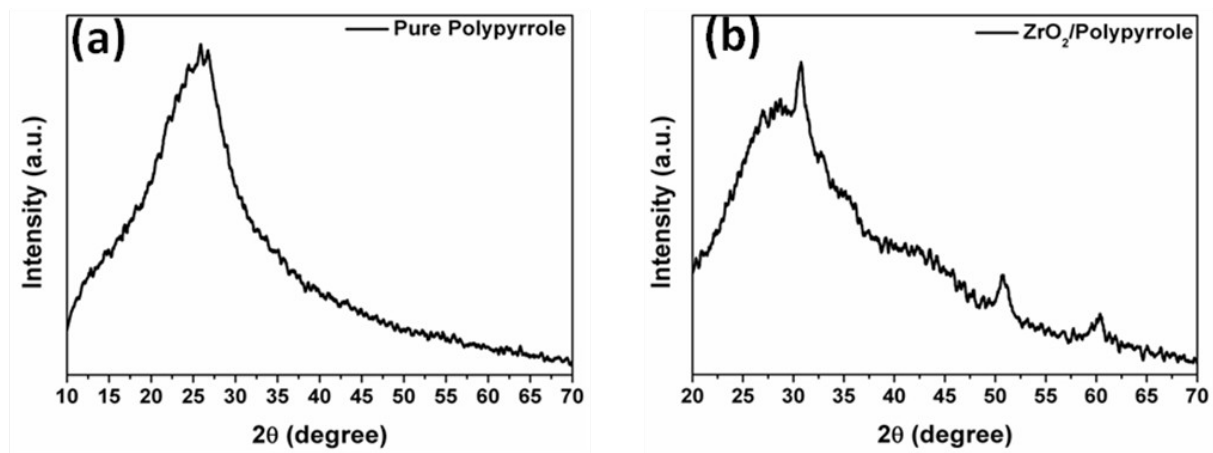 (a)
Pure Polypyrrole
Intensity (a.u.)
10 15 20 25 30 35 40 45 50 55 60 65 70
2θ (degree)
(b)
ZrO₂/Polypyrrole
Intensity (a.u.)
20 25 30 35 40 45 50 55 60 65 70
2θ (degree)